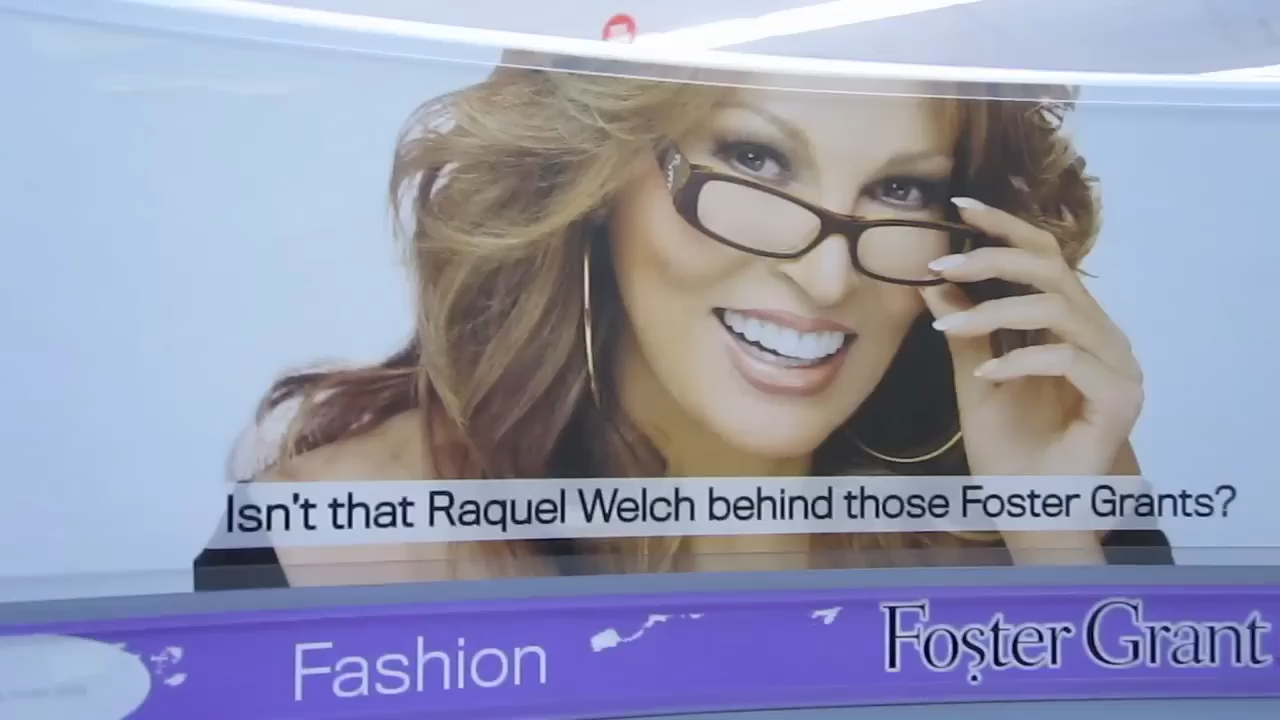 Isn't that Raquel Welch behind those Foster Grants?
Fashion
Foster Grant